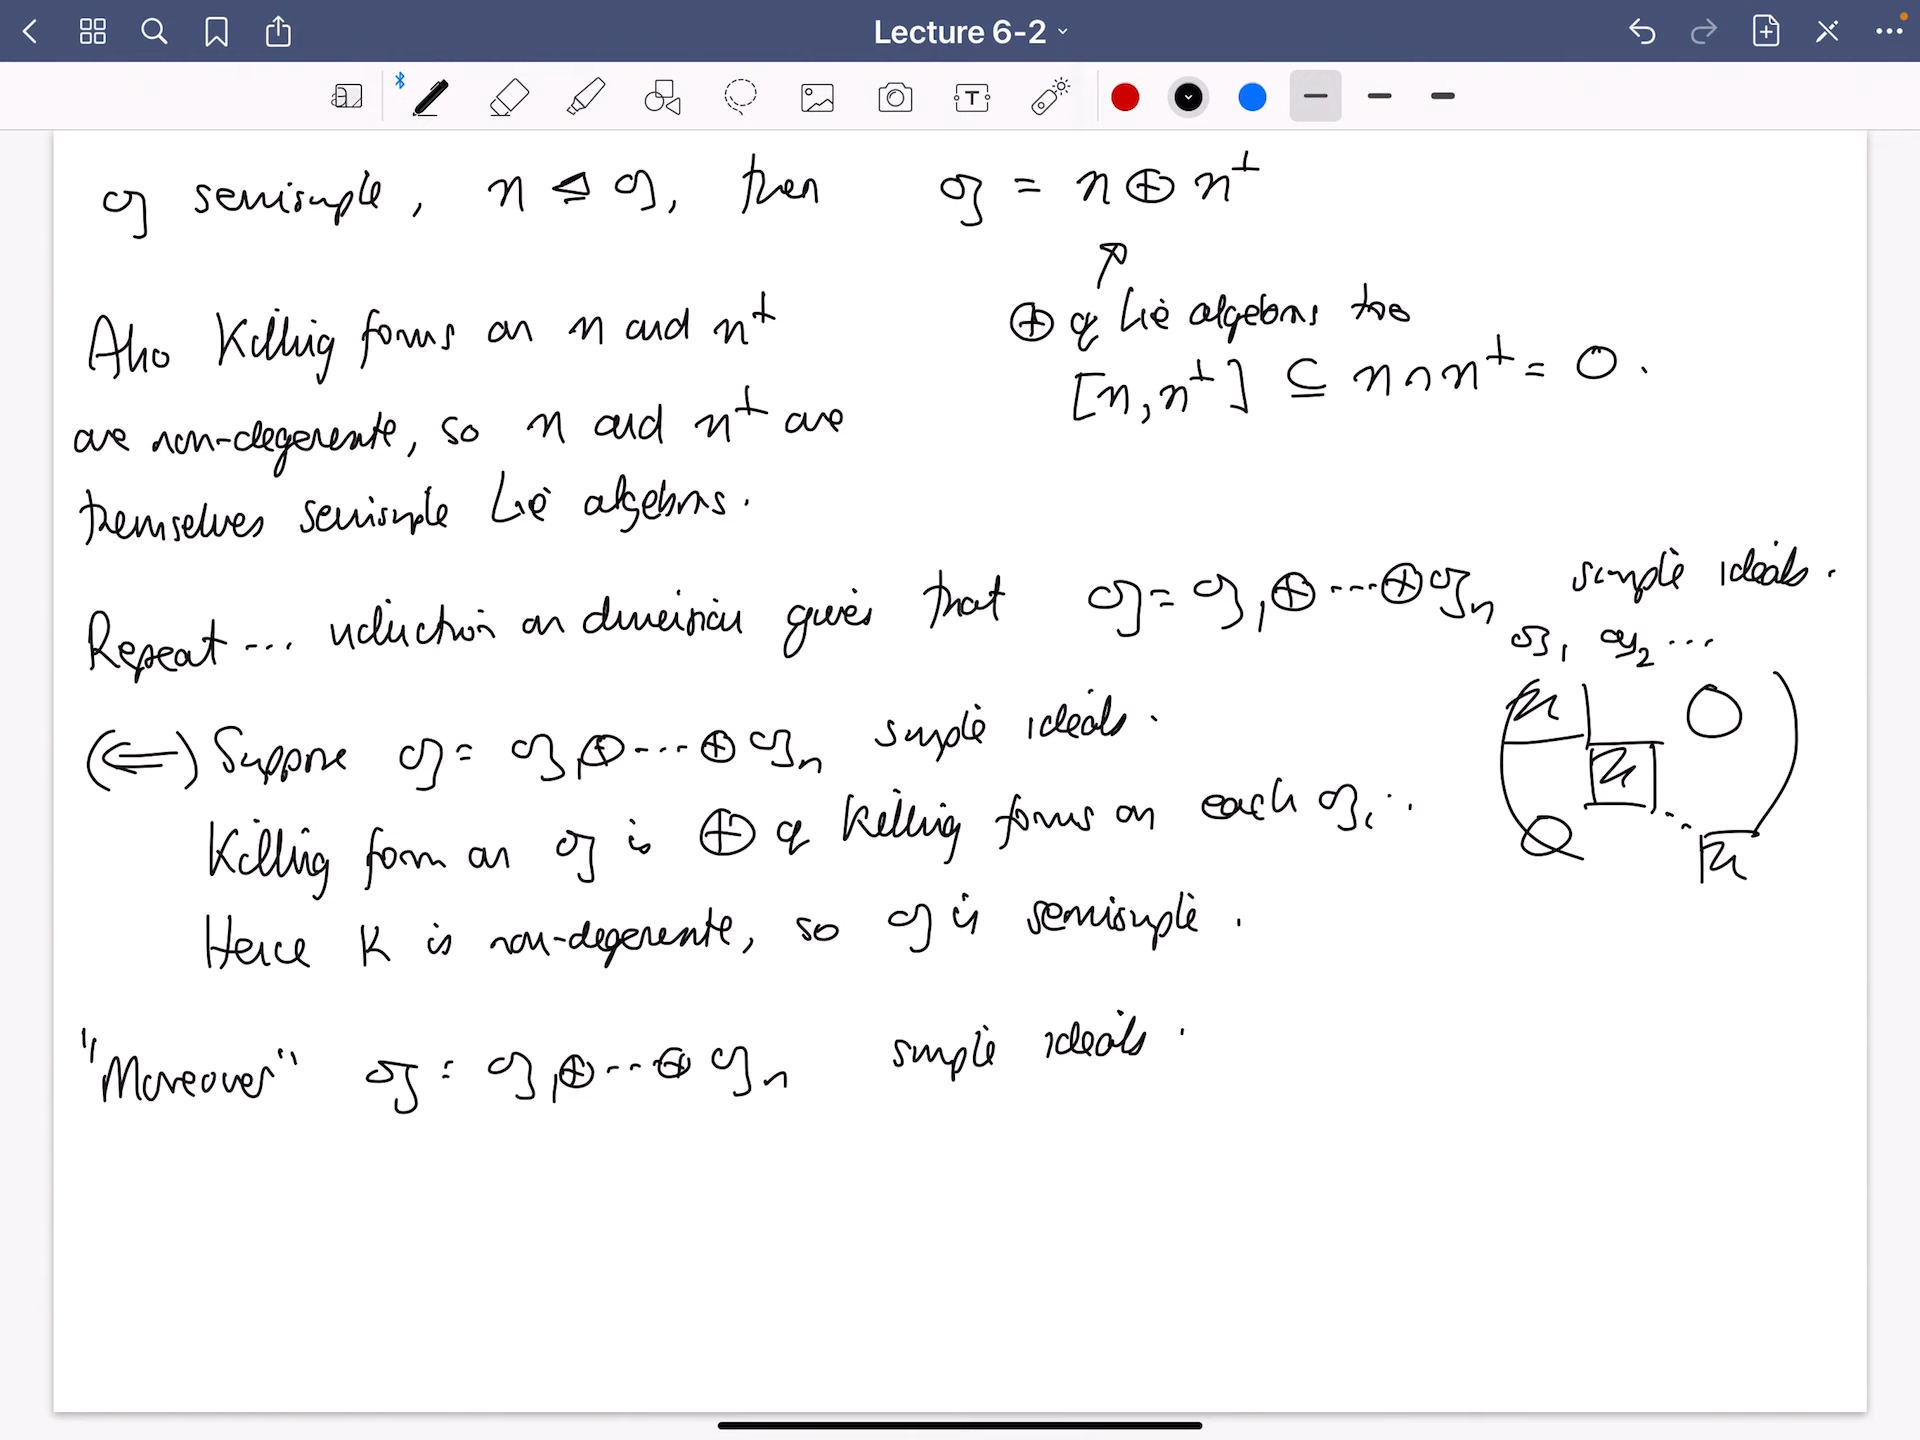 Lecture 6-2
𝔤 semisimple, 𝔫 ⊴ 𝔤, then 𝔤 = 𝔫 ⊕ 𝔫^⊥
↗
⊕ of Lie algebras too
[𝔫, 𝔫^⊥] ⊆ 𝔫 ∩ 𝔫^⊥ = 0.
Also Killing forms on 𝔫 and 𝔫^⊥
are non-degenerate, so 𝔫 and 𝔫^⊥ are
themselves semisimple Lie algebras.
Repeat ... induction on dimension gives that 𝔤 = 𝔤₁ ⊕ ... ⊕ 𝔤ₙ simple ideals.
𝔤₁, 𝔤₂ ...
(⇐) Suppose 𝔤 = 𝔤₁ ⊕ ... ⊕ 𝔤ₙ simple ideals.
Killing form on 𝔤 is ⊕ of Killing forms on each 𝔤ᵢ.
0
0
Hence K is non-degenerate, so 𝔤 is semisimple.
"Moreover" 𝔤 = 𝔤₁ ⊕ ... ⊕ 𝔤ₙ simple ideals.